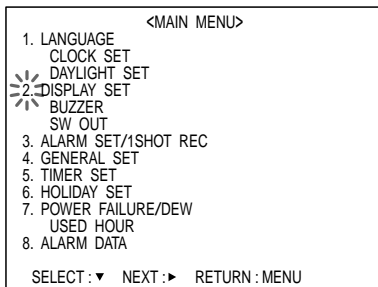 <MAIN MENU>
1. LANGUAGE
CLOCK SET
DAYLIGHT SET
2. DISPLAY SET
BUZZER
SW OUT
3. ALARM SET/1SHOT REC
4. GENERAL SET
5. TIMER SET
6. HOLIDAY SET
7. POWER FAILURE/DEW
USED HOUR
8. ALARM DATA
SELECT : ▼ NEXT : ► RETURN : MENU